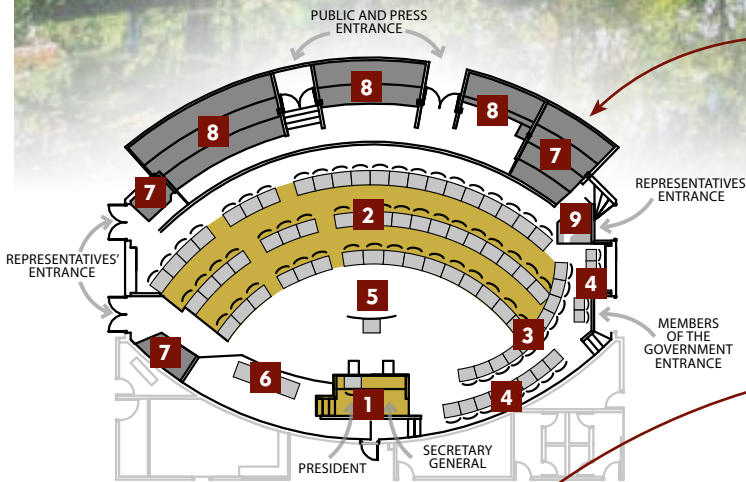 PUBLIC AND PRESS
ENTRANCE
8
8
8
7
7
REPRESENTATIVES'
ENTRANCE
2
9
REPRESENTATIVES'
ENTRANCE
4
5
3
MEMBERS
OF THE
GOVERNMENT
ENTRANCE
7
6
1
4
PRESIDENT
SECRETARY
GENERAL